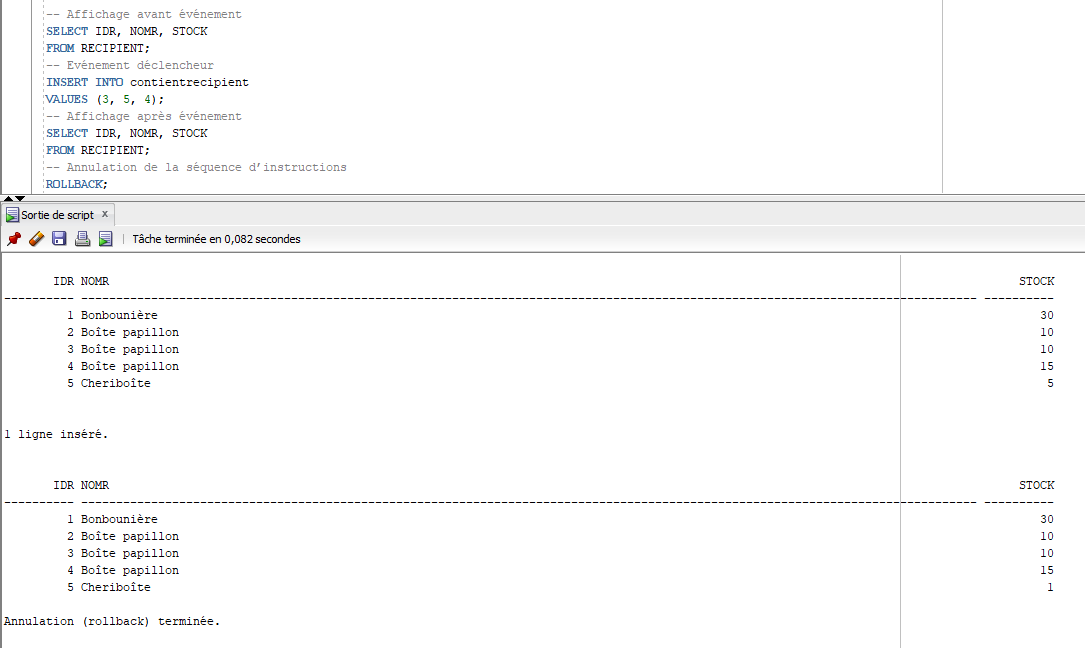 -- Affichage avant événement
SELECT IDR, NOMR, STOCK
FROM RECIPIENT;
-- Evénement déclencheur
INSERT INTO contientrecipient
VALUES (3, 5, 4);
-- Affichage après événement
SELECT IDR, NOMR, STOCK
FROM RECIPIENT;
-- Annulation de la séquence d’instructions
ROLLBACK;
Sortie de script x
Tâche terminée en 0,082 secondes
IDR NOMR STOCK
1 Bonbounière 30
2 Boîte papillon 10
3 Boîte papillon 10
4 Boîte papillon 15
5 Cheriboîte 5
1 ligne inséré.
IDR NOMR STOCK
1 Bonbounière 30
2 Boîte papillon 10
3 Boîte papillon 10
4 Boîte papillon 15
5 Cheriboîte 1
Annulation (rollback) terminée.